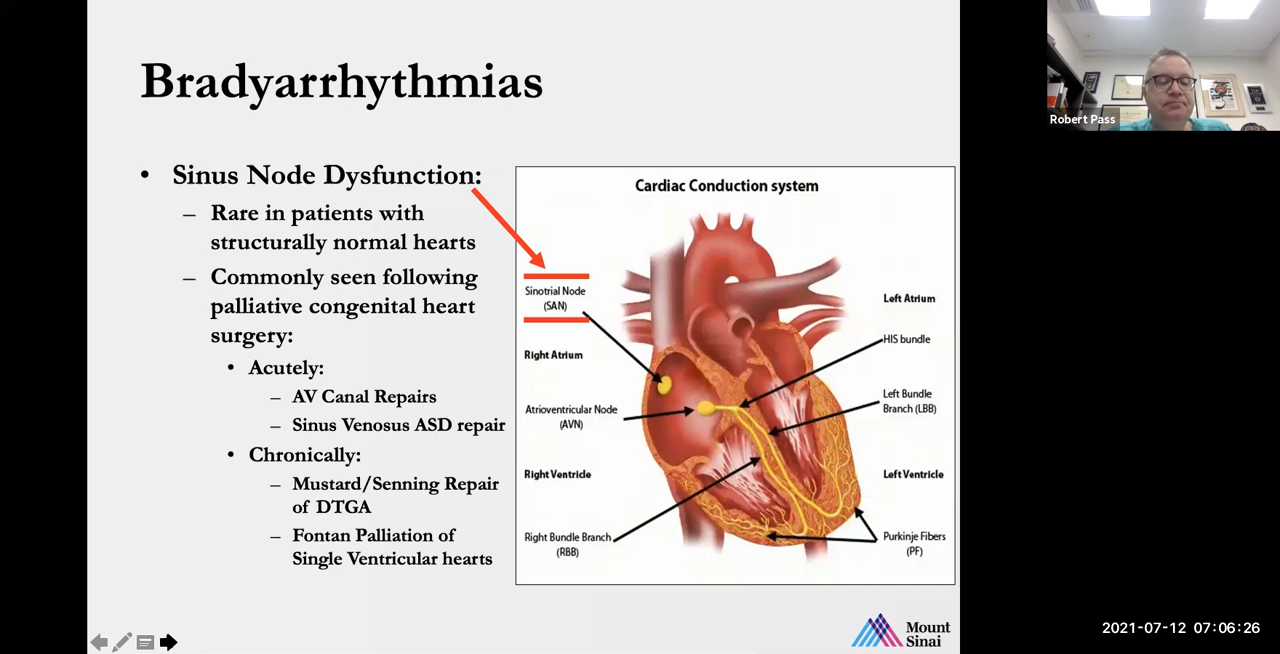 Bradyarrhythmias
• Sinus Node Dysfunction:
– Rare in patients with
structurally normal hearts
– Commonly seen following
palliative congenital heart
surgery:
• Acutely:
– AV Canal Repairs
– Sinus Venosus ASD repair
• Chronically:
– Mustard/Senning Repair
of DTGA
– Fontan Palliation of
Single Ventricular hearts
Cardiac Conduction system
Sinotrial Node
(SAN)
Right Atrium
Atrioventricular Node
(AVN)
Right Ventricle
Right Bundle Branch
(RBB)
Left Atrium
HIS bundle
Left Bundle
Branch (LBB)
Left Ventricle
Purkinje Fibers
(PF)
Mount
Sinai
Robert Pass
2021-07-12 07:06:26